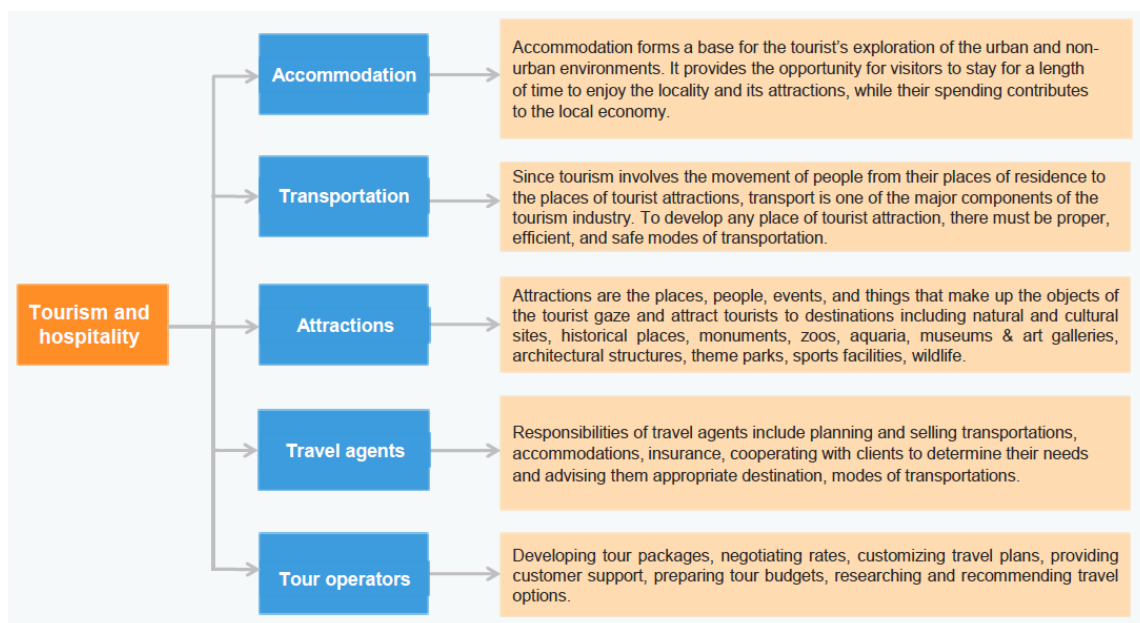 Accommodation
Accommodation forms a base for the tourist's exploration of the urban and non-
urban environments. It provides the opportunity for visitors to stay for a length
of time to enjoy the locality and its attractions, while their spending contributes
to the local economy.
Transportation
Since tourism involves the movement of people from their places of residence to
the places of tourist attractions, transport is one of the major components of the
tourism industry. To develop any place of tourist attraction, there must be proper,
efficient, and safe modes of transportation.
Tourism and
hospitality
Attractions
Attractions are the places, people, events, and things that make up the objects of
the tourist gaze and attract tourists to destinations including natural and cultural
sites, historical places, monuments, zoos, aquaria, museums & art galleries,
architectural structures, theme parks, sports facilities, wildlife.
Travel agents
Responsibilities of travel agents include planning and selling transportations,
accommodations, insurance, cooperating with clients to determine their needs
and advising them appropriate destination, modes of transportations.
Tour operators
Developing tour packages, negotiating rates, customizing travel plans, providing
customer support, preparing tour budgets, researching and recommending travel
options.